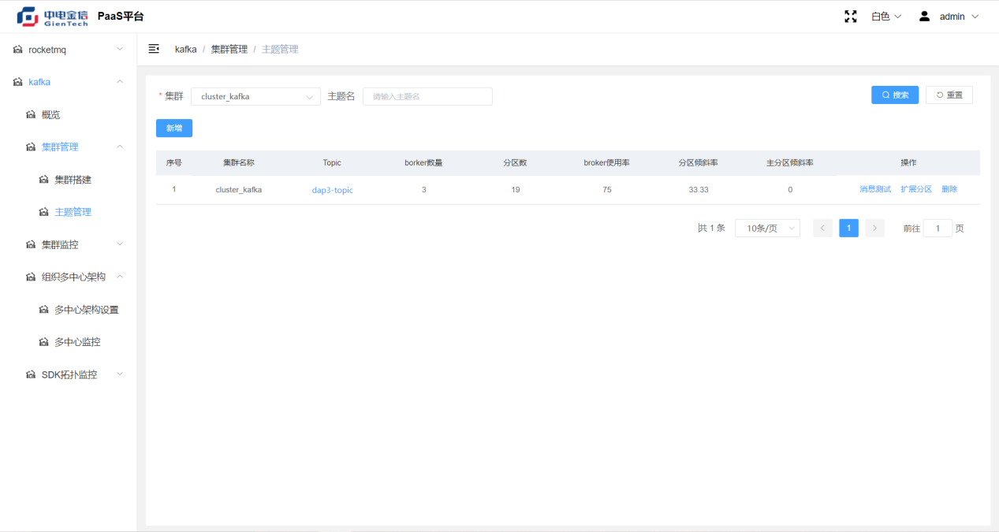 中电金信 GienTech PaaS平台 白色 admin
rocketmq
kafka
概览
集群管理
集群搭建
主题管理
集群监控
组织多中心架构
多中心架构设置
多中心监控
SDK拓扑监控
kafka / 集群管理 / 主题管理
* 集群 cluster_kafka 主题名 请输入主题名 搜索 重置
新增
序号 集群名称 Topic borker数量 分区数 broker使用率 分区倾斜率 主分区倾斜率 操作
1 cluster_kafka dap3-topic 3 19 75 33.33 0 消息测试 扩展分区 删除
共 1 条 10条/页 < 1 > 前往 1 页